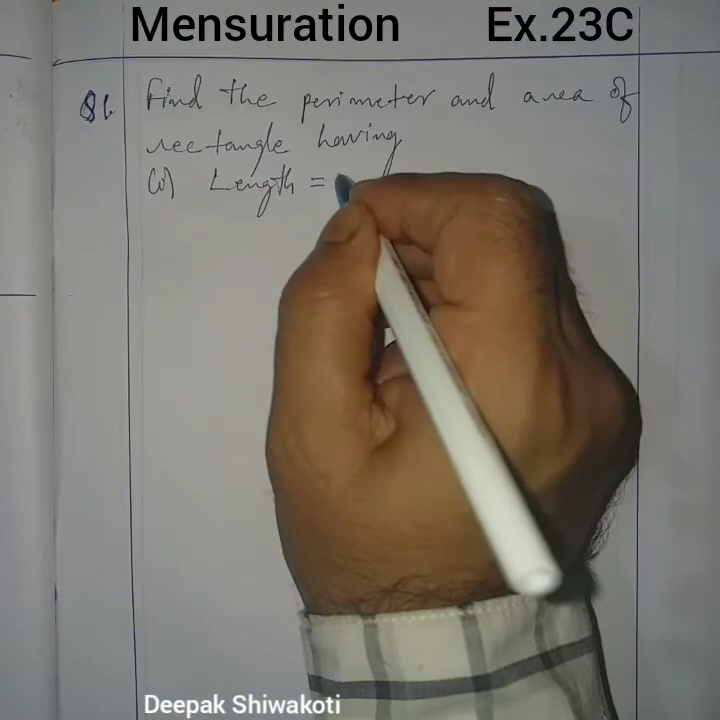 Mensuration Ex.23C
Q1. Find the perimeter and area of
rectangle having
(i) Length =
Deepak Shiwakoti